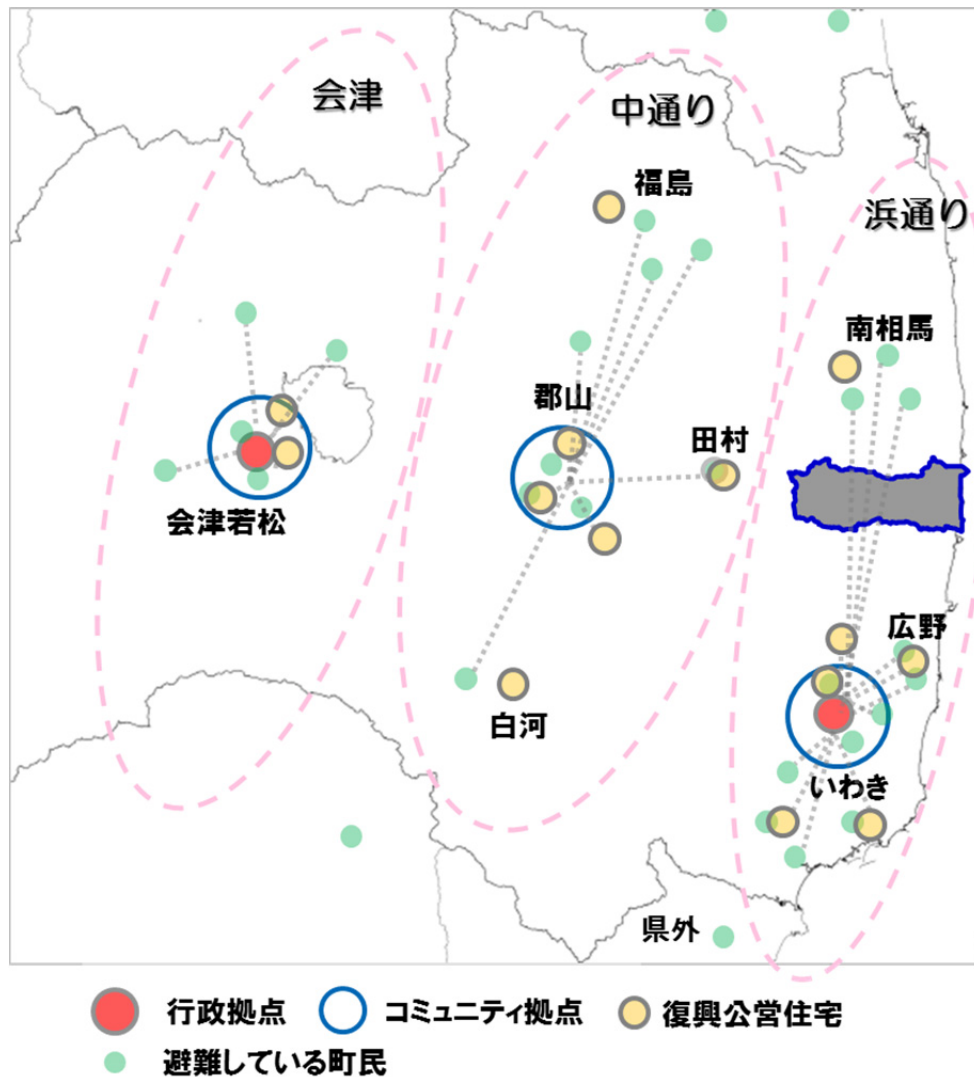 会津
中通り
福島
浜通り
南相馬
郡山
田村
会津若松
広野
白河
いわき
県外
行政拠点 コミュニティ拠点 復興公営住宅
避難している町民